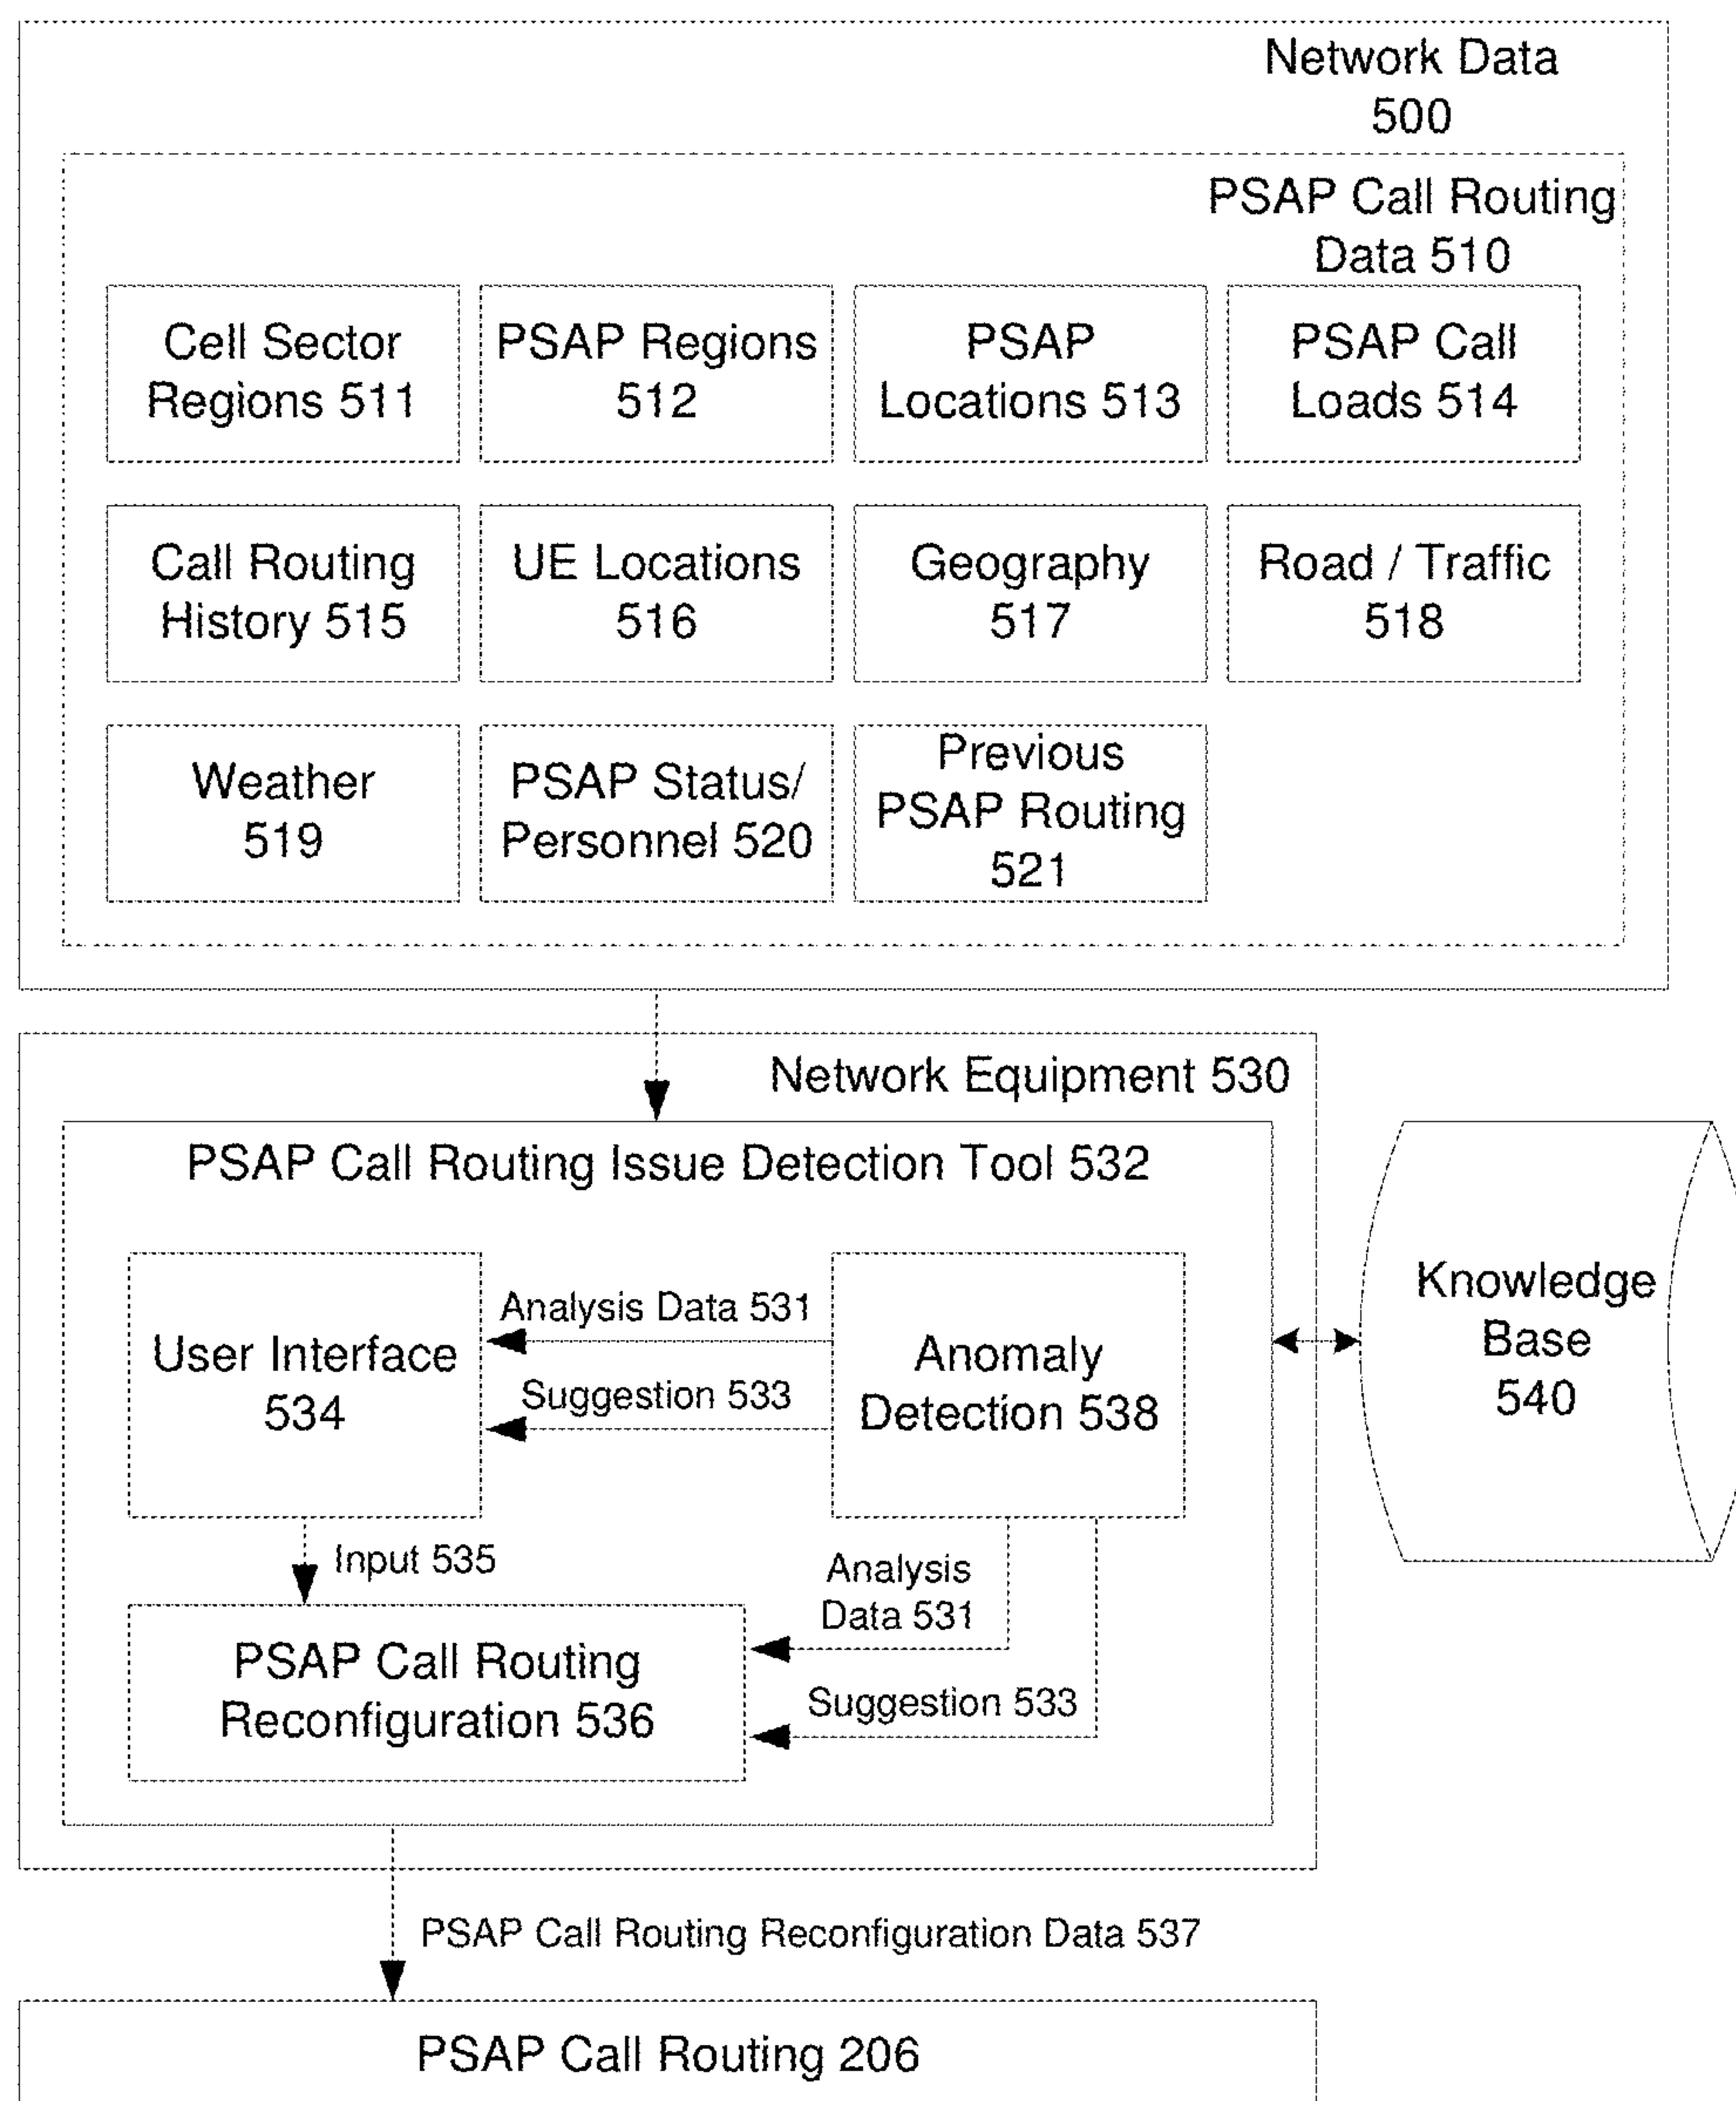 Network Data
500
PSAP Call Routing
Data 510
Cell Sector
Regions 511
PSAP Regions
512
PSAP
Locations 513
PSAP Call
Loads 514
Call Routing
History 515
UE Locations
516
Geography
517
Road / Traffic
518
Weather
519
PSAP Status/
Personnel 520
Previous
PSAP Routing
521
Network Equipment 530
PSAP Call Routing Issue Detection Tool 532
User Interface
534
Analysis Data 531
Suggestion 533
Anomaly
Detection 538
Knowledge
Base
540
Input 535
Analysis
Data 531
Suggestion 533
PSAP Call Routing
Reconfiguration 536
PSAP Call Routing Reconfiguration Data 537
PSAP Call Routing 206